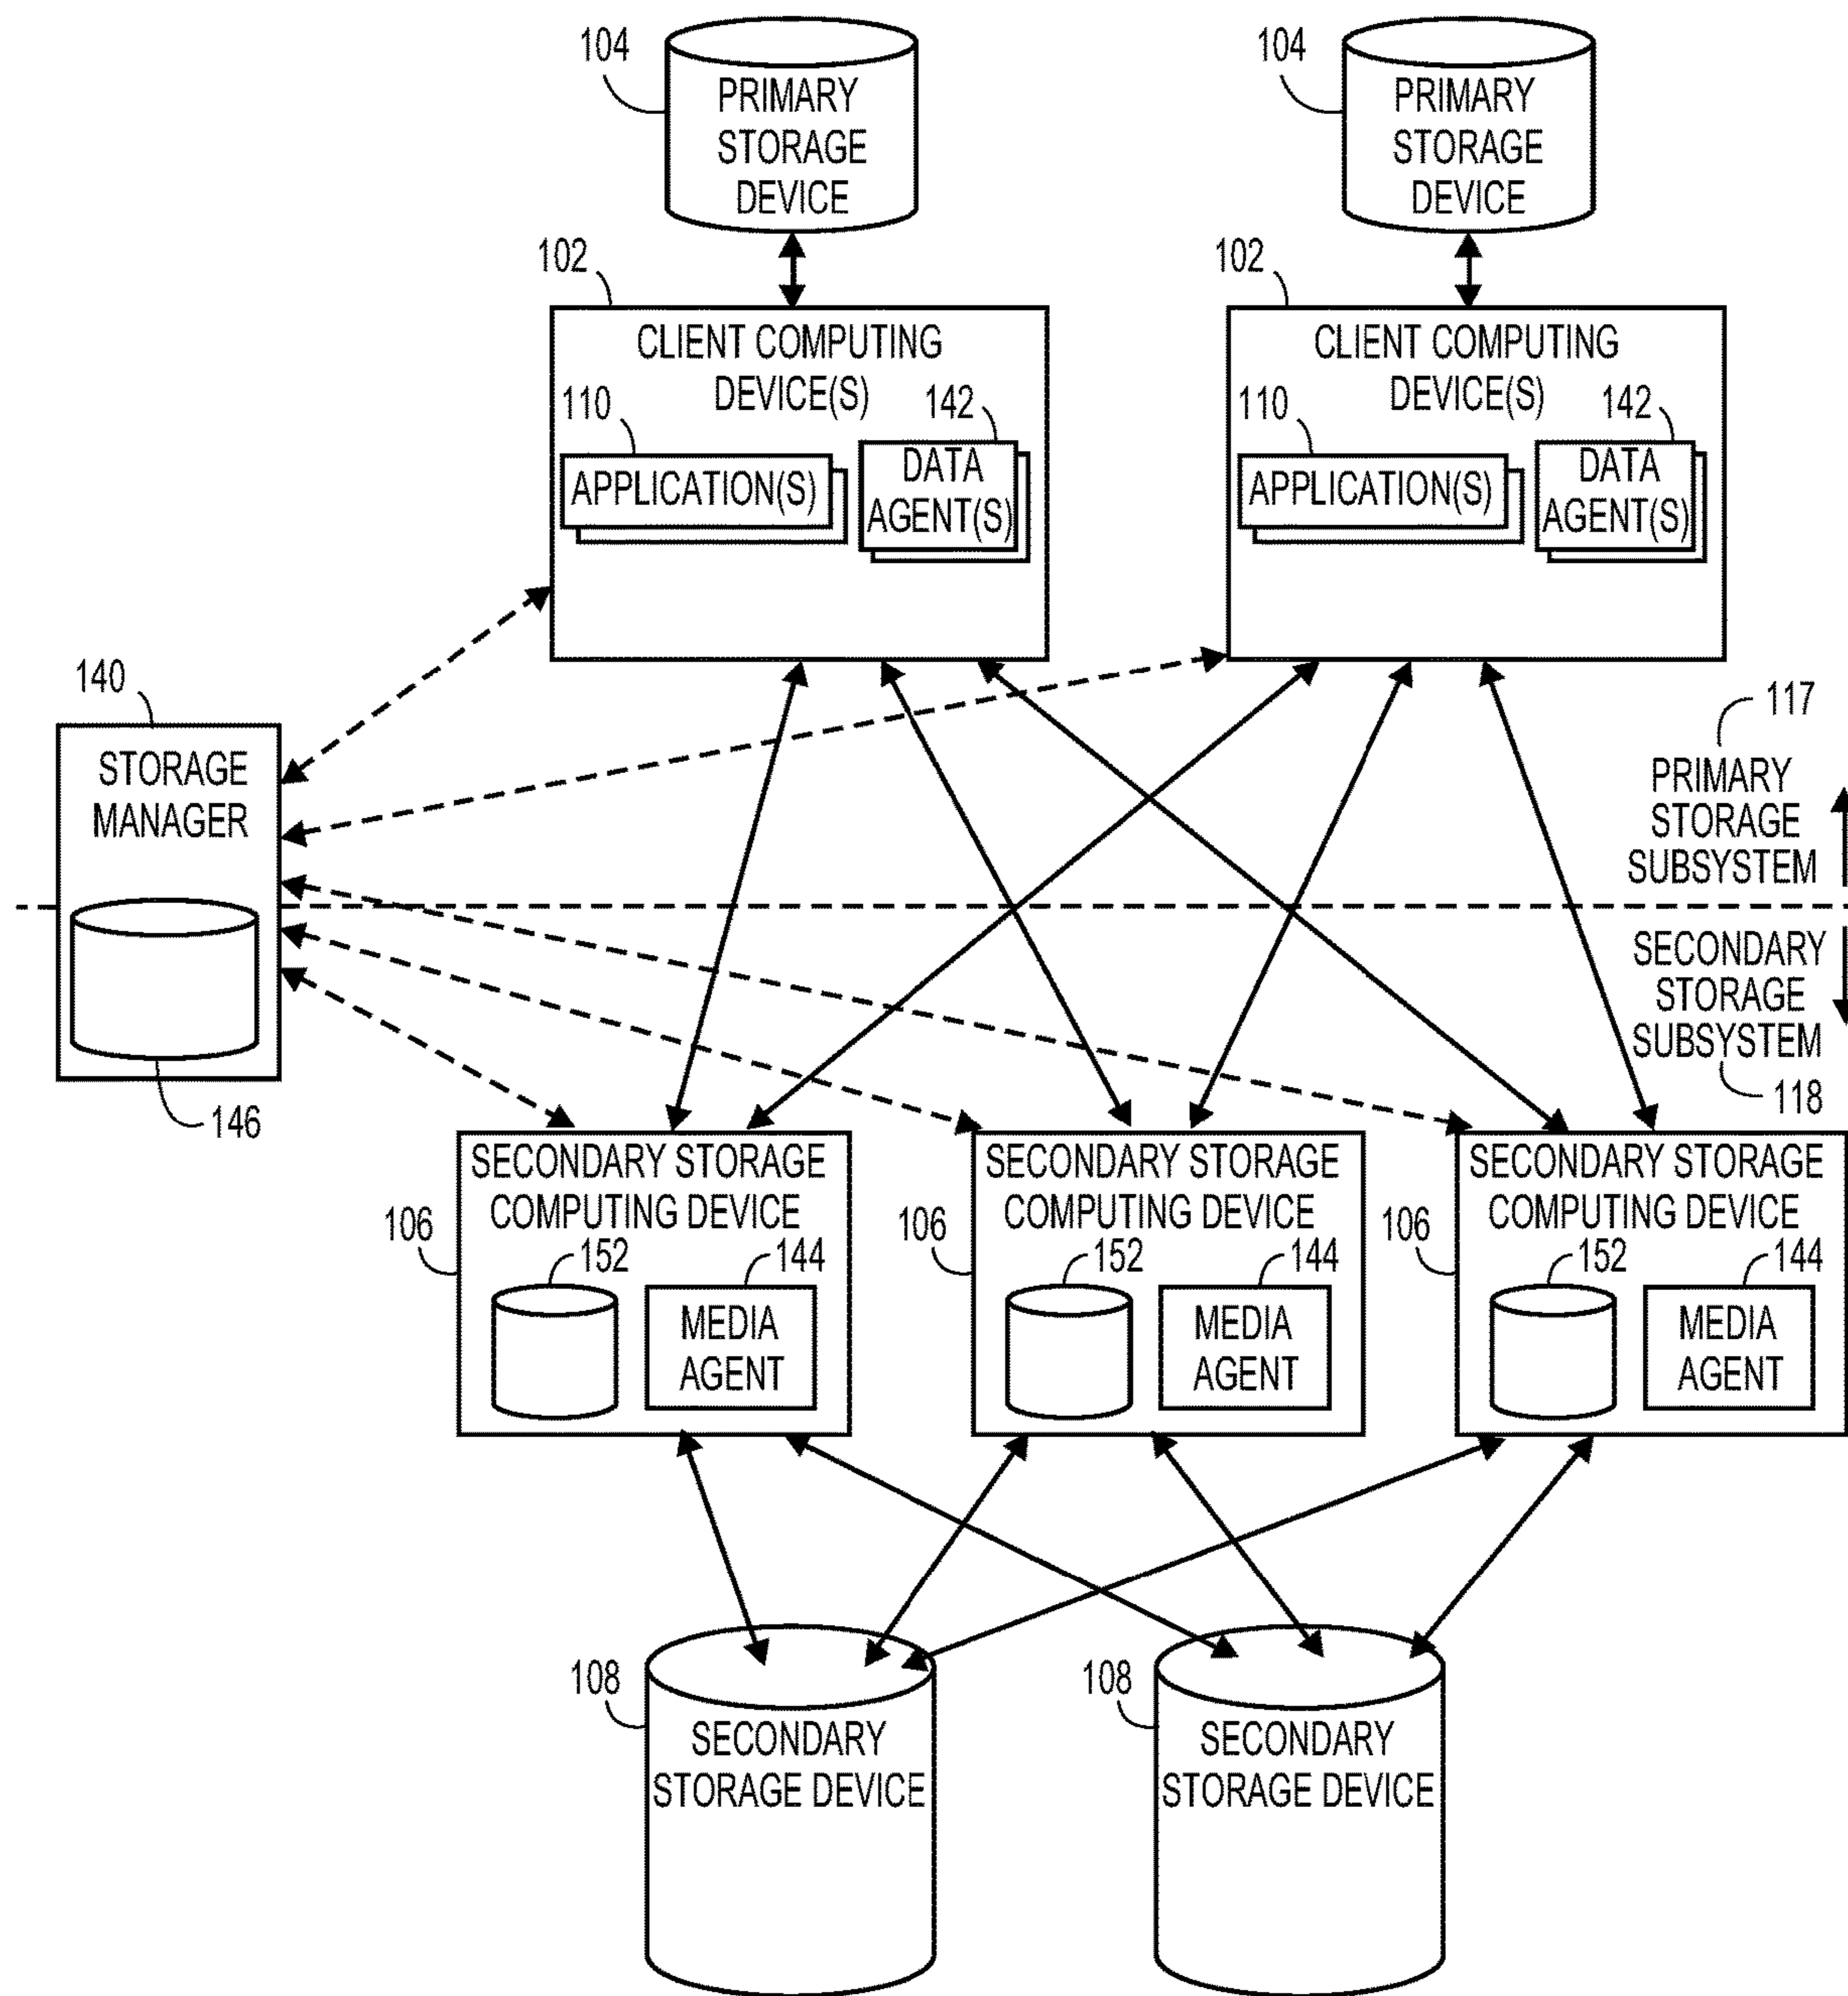 104
PRIMARY
STORAGE
DEVICE
104
PRIMARY
STORAGE
DEVICE
102
CLIENT COMPUTING
DEVICE(S)
110
142
APPLICATION(S)
DATA
AGENT(S)
102
CLIENT COMPUTING
DEVICE(S)
110
142
APPLICATION(S)
DATA
AGENT(S)
140
STORAGE
MANAGER
146
117
PRIMARY
STORAGE
SUBSYSTEM
SECONDARY
STORAGE
SUBSYSTEM
118
SECONDARY STORAGE
COMPUTING DEVICE
106
152
144
MEDIA
AGENT
SECONDARY STORAGE
COMPUTING DEVICE
106
152
144
MEDIA
AGENT
SECONDARY STORAGE
COMPUTING DEVICE
106
152
144
MEDIA
AGENT
108
SECONDARY
STORAGE DEVICE
108
SECONDARY
STORAGE DEVICE